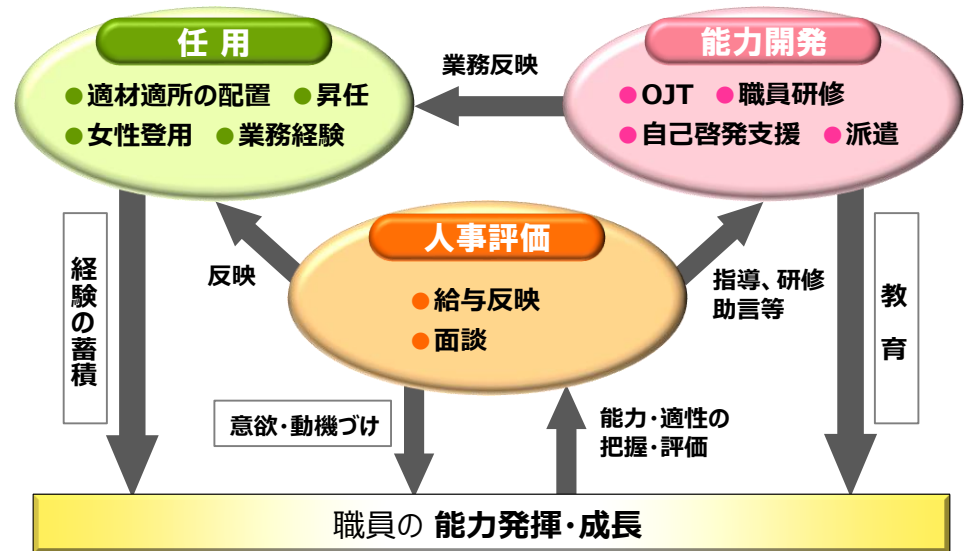 任 用
●適材適所の配置 ●昇任
●女性登用 ●業務経験
業務反映
能力開発
●OJT ●職員研修
●自己啓発支援 ●派遣
人事評価
●給与反映
●面談
反映
指導、研修
助言等
経験の蓄積
教 育
意欲・動機づけ
能力・適性の
把握・評価
職員の 能力発揮・成長